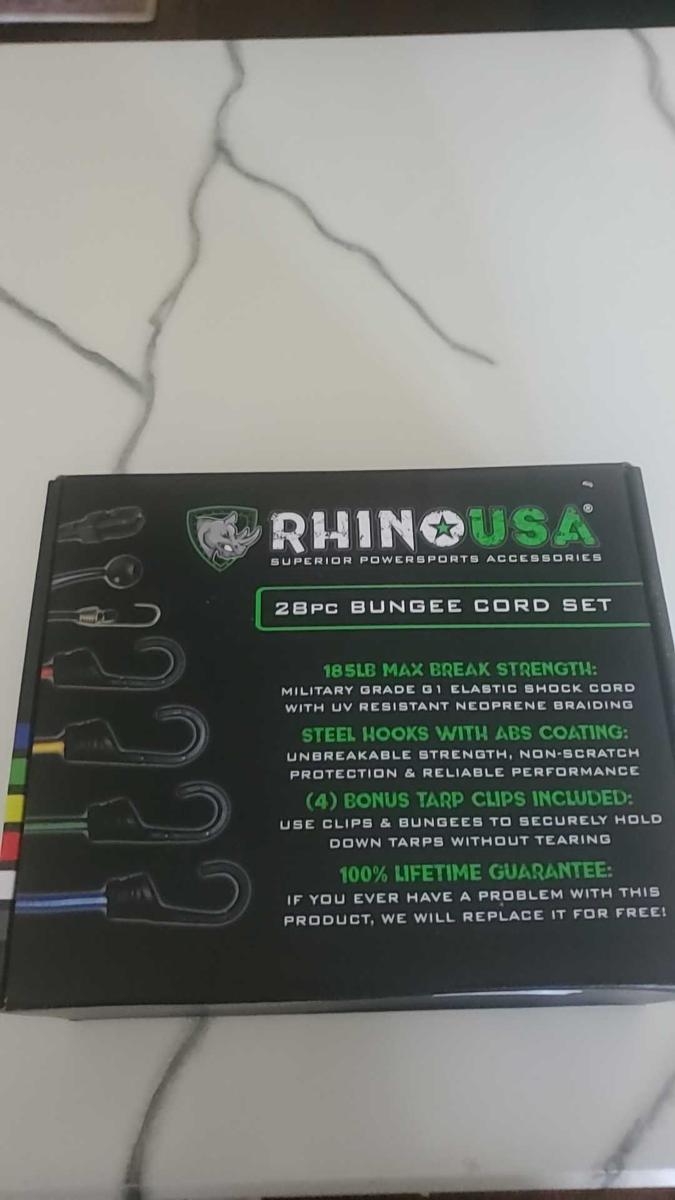 RHINOUSA®
SUPERIOR POWERSPORTS ACCESSORIES
28PC BUNGEE CORD SET
185LB MAX BREAK STRENGTH:
MILITARY GRADE G1 ELASTIC SHOCK CORD
WITH UV RESISTANT NEOPRENE BRAIDING
STEEL HOOKS WITH ABS COATING:
UNBREAKABLE STRENGTH, NON-SCRATCH
PROTECTION & RELIABLE PERFORMANCE
(4) BONUS TARP CLIPS INCLUDED:
USE CLIPS & BUNGEES TO SECURELY HOLD
DOWN TARPS WITHOUT TEARING
100% LIFETIME GUARANTEE:
IF YOU EVER HAVE A PROBLEM WITH THIS
PRODUCT, WE WILL REPLACE IT FOR FREE!